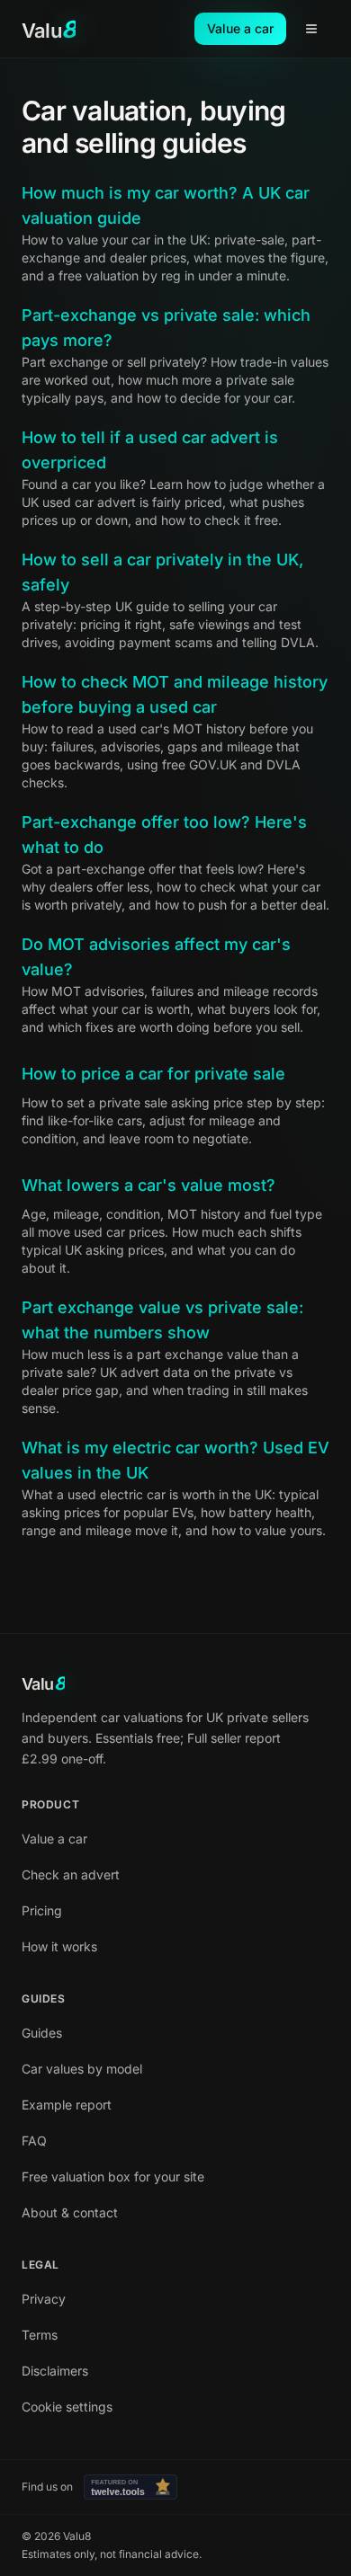 Valu8
Value a car
Car valuation, buying
and selling guides
How much is my car worth? A UK car
valuation guide
How to value your car in the UK: private-sale, part-
exchange and dealer prices, what moves the figure,
and a free valuation by reg in under a minute.
Part-exchange vs private sale: which
pays more?
Part exchange or sell privately? How trade-in values
are worked out, how much more a private sale
typically pays, and how to decide for your car.
How to tell if a used car advert is
overpriced
Found a car you like? Learn how to judge whether a
UK used car advert is fairly priced, what pushes
prices up or down, and how to check it free.
How to sell a car privately in the UK,
safely
A step-by-step UK guide to selling your car
privately: pricing it right, safe viewings and test
drives, avoiding payment scams and telling DVLA.
How to check MOT and mileage history
before buying a used car
How to read a used car's MOT history before you
buy: failures, advisories, gaps and mileage that
goes backwards, using free GOV.UK and DVLA
checks.
Part-exchange offer too low? Here's
what to do
Got a part-exchange offer that feels low? Here's
why dealers offer less, how to check what your car
is worth privately, and how to push for a better deal.
Do MOT advisories affect my car's
value?
How MOT advisories, failures and mileage records
affect what your car is worth, what buyers look for,
and which fixes are worth doing before you sell.
How to price a car for private sale
How to set a private sale asking price step by step:
find like-for-like cars, adjust for mileage and
condition, and leave room to negotiate.
What lowers a car's value most?
Age, mileage, condition, MOT history and fuel type
all move used car prices. How much each shifts
typical UK asking prices, and what you can do
about it.
Part exchange value vs private sale:
what the numbers show
How much less is a part exchange value than a
private sale? UK advert data on the private vs
dealer price gap, and when trading in still makes
sense.
What is my electric car worth? Used EV
values in the UK
What a used electric car is worth in the UK: typical
asking prices for popular EVs, how battery health,
range and mileage move it, and how to value yours.
Valu8
Independent car valuations for UK private sellers
and buyers. Essentials free; Full seller report
£2.99 one-off.
PRODUCT
Value a car
Check an advert
Pricing
How it works
GUIDES
Guides
Car values by model
Example report
FAQ
Free valuation box for your site
About & contact
LEGAL
Privacy
Terms
Disclaimers
Cookie settings
Find us on
FEATURED ON
twelve.tools
© 2026 Valu8
Estimates only, not financial advice.